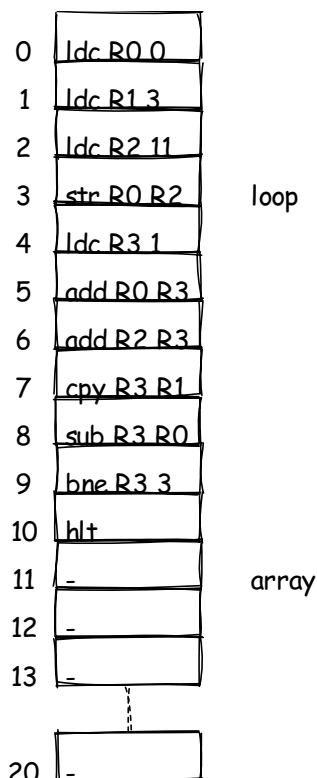 0 ldc R0 0
1 ldc R1 3
2 ldc R2 11
3 str R0 R2 loop
4 ldc R3 1
5 add R0 R3
6 add R2 R3
7 cpy R3 R1
8 sub R3 R0
9 bne R3 3
10 hlt
11 - array
12 -
13 -
20 -